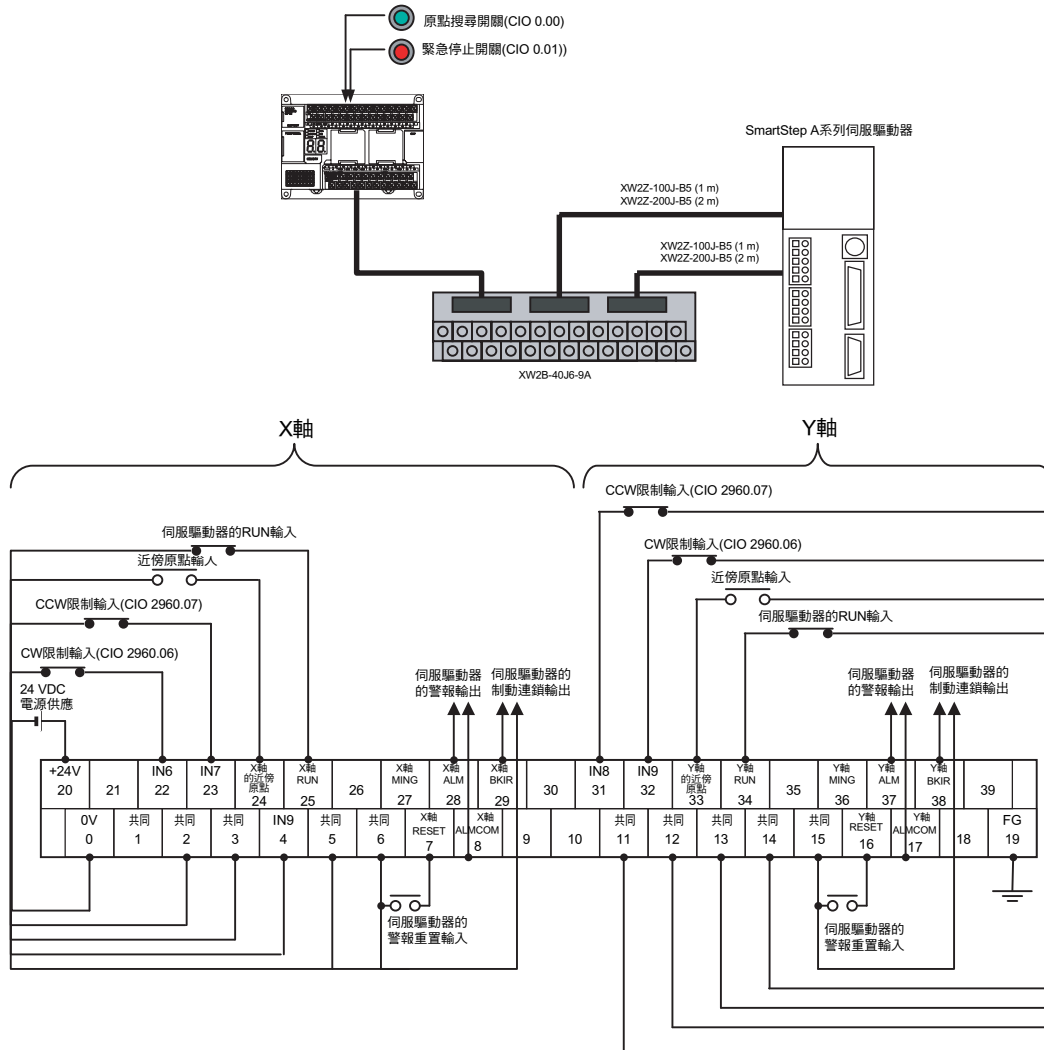 原點搜尋開關(CIO 0.00)
緊急停止開關(CIO 0.01))
SmartStep A系列伺服驅動器
XW2Z-100J-B5 (1 m)
XW2Z-200J-B5 (2 m)
XW2Z-100J-B5 (1 m)
XW2Z-200J-B5 (2 m)
XW2B-40J6-9A
X軸
Y軸
CCW限制輸入(CIO 2960.07)
伺服驅動器的RUN輸入
CW限制輸入(CIO 2960.06)
近傍原點輸人
近傍原點輸入
CCW限制輸入(CIO 2960.07)
伺服驅動器的RUN輸入
CW限制輸入(CIO 2960.06)
24 VDC
電源供應
伺服驅動器
的警報輸出
伺服驅動器的
制動連鎖輸出
伺服驅動器
的警報輸出
伺服驅動器的
制動連鎖輸出
+24V
20
21
IN6
22
IN7
23
X軸
的近傍
原點
24
X軸
RUN
25
26
X軸
MING
27
X軸
ALM
28
X軸
BKIR
29
30
IN8
31
IN9
32
Y軸
的近傍
原點
33
Y軸
RUN
34
35
Y軸
MING
36
Y軸
ALM
37
Y軸
BKIR
38
39
0V
0
共同
1
共同
2
共同
3
IN9
4
共同
5
共同
6
X軸
RESET
7
X軸
ALMCOM
8
9
10
共同
11
共同
12
共同
13
共同
14
共同
15
Y軸
RESET
16
Y軸
ALMCOM
17
18
FG
19
伺服驅動器的
警報重置輸入
伺服驅動器的
警報重置輸入